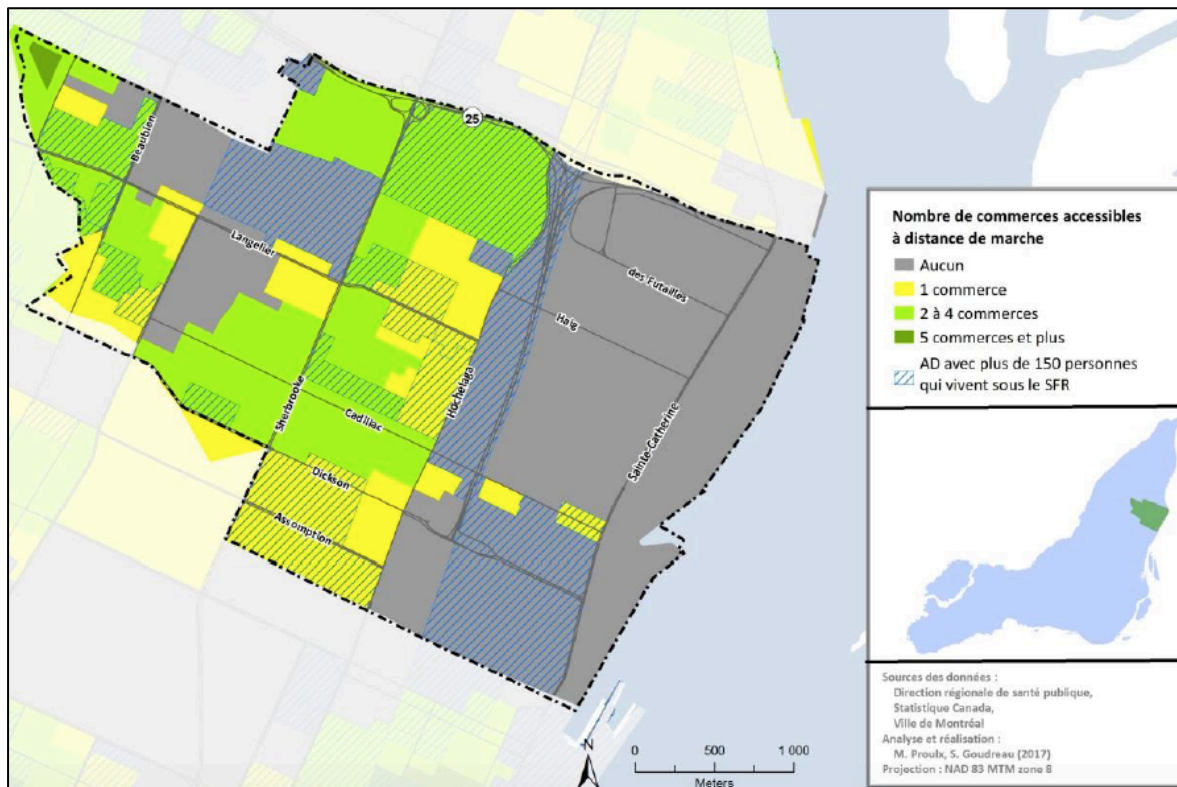 25
Beaubien
Langelier
des Futailles
Haig
Hochelaga
Sherbrooke
Cadillac
Sainte-Catherine
Dickson
Assomption
N
0 500 1 000
Meters
Nombre de commerces accessibles
à distance de marche
Aucun
1 commerce
2 à 4 commerces
5 commerces et plus
AD avec plus de 150 personnes
qui vivent sous le SFR
Sources des données :
Direction régionale de santé publique,
Statistique Canada,
Ville de Montréal
Analyse et réalisation :
M. Proulx, S. Goudreau (2017)
Projection : NAD 83 MTM zone 8